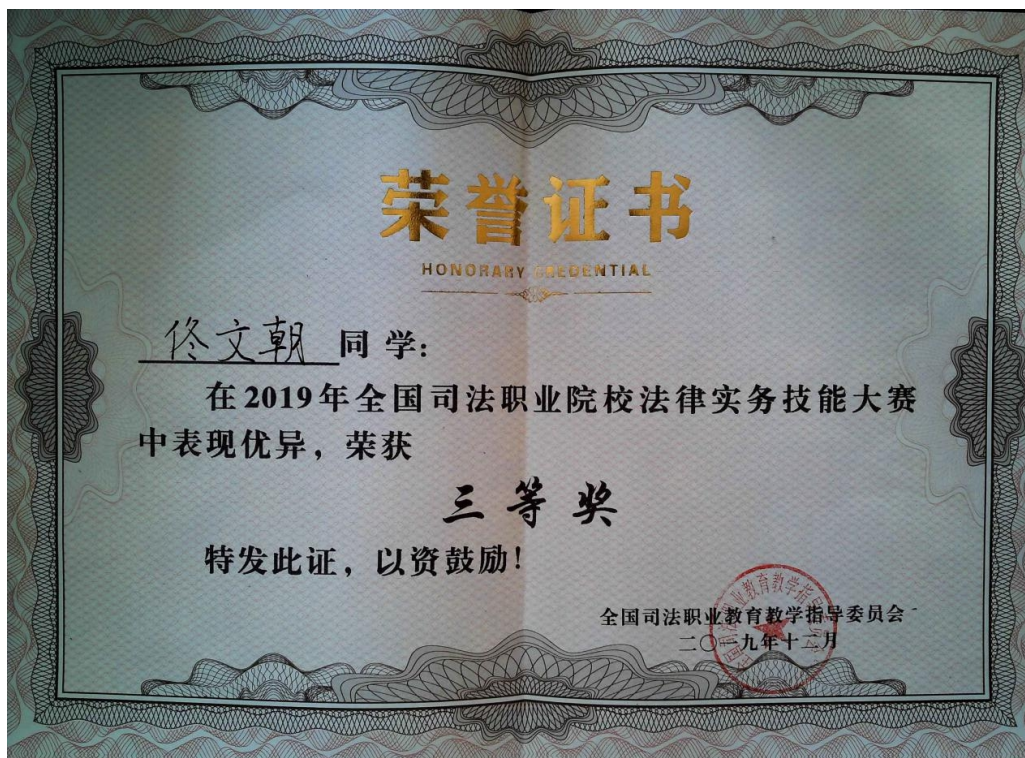 荣誉证书
HONORARY CREDENTIAL
佟文朝 同学:
在2019年全国司法职业院校法律实务技能大赛
中表现优异，荣获
三等奖
特发此证，以资鼓励！
全国司法职业教育教学指导委员会
二〇一九年十二月